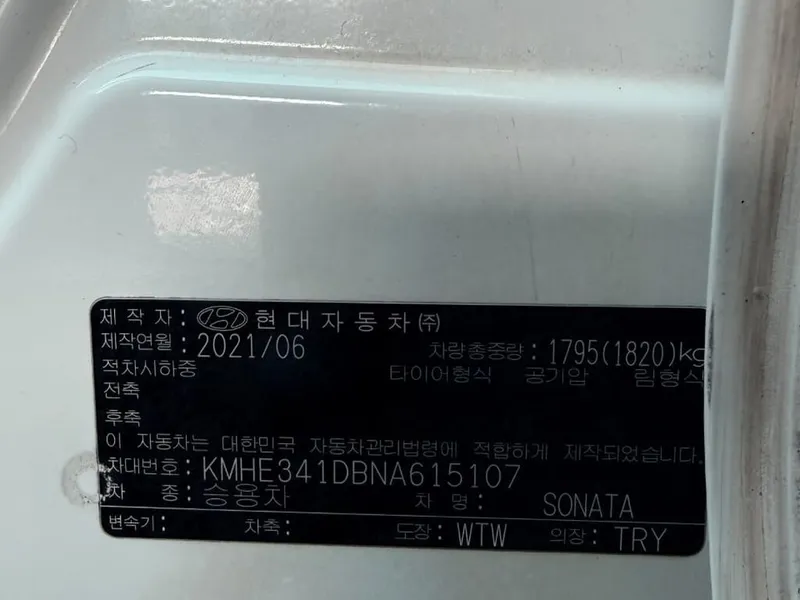 제 작 자 : 현 대 자 동 차 (주)
제작연월 : 2021/06 차량총중량 : 1795(1820)kg
적차시하중 타이어형식 공기압 림형식
전축
후축
이 자동차는 대한민국 자동차관리법령에 적합하게 제작되었습니다.
차대번호 : KMHE341DBNA615107
차 종 : 승용차 차 명 : SONATA
변속기 : 차축 : 도장 : WTW 의장 : TRY